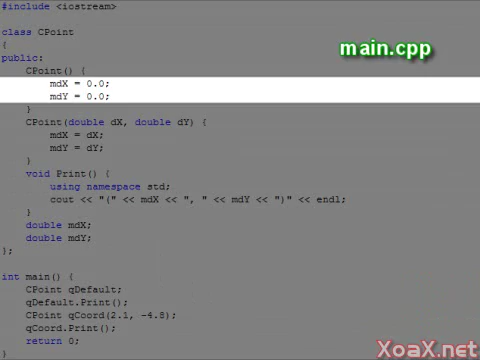 #include <iostream>
class CPoint
{
main.cpp
public:
CPoint() {
mdX = 0.0;
mdY = 0.0;
}
CPoint(double dX, double dY) {
mdX = dX;
mdY = dY;
}
void Print() {
using namespace std;
cout << "(" << mdX << ", " << mdY << ")" << endl;
}
double mdX;
double mdY;
};
int main() {
CPoint qDefault;
qDefault.Print();
CPoint qCoord(2.1, -4.8);
qCoord.Print();
return 0;
}
XoaX.net